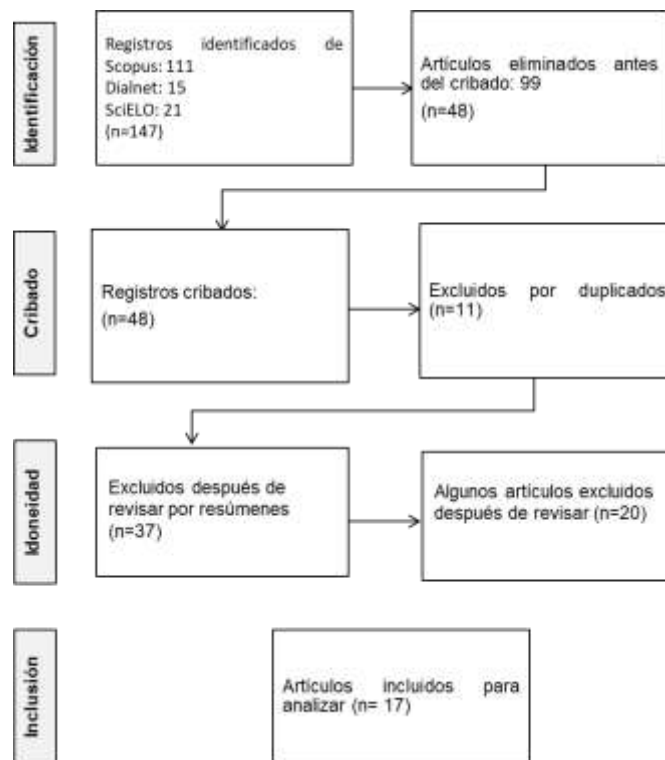 Identificación
Registros identificados de
Scopus: 111
Dialnet: 15
SciELO: 21
(n=147)
Artículos eliminados antes
del cribado: 99
(n=48)
Cribado
Registros cribados:
(n=48)
Excluidos por duplicados
(n=11)
Idoneidad
Excluidos después de
revisar por resúmenes
(n=37)
Algunos artículos excluidos
después de revisar (n=20)
Inclusión
Artículos incluidos para
analizar (n= 17)